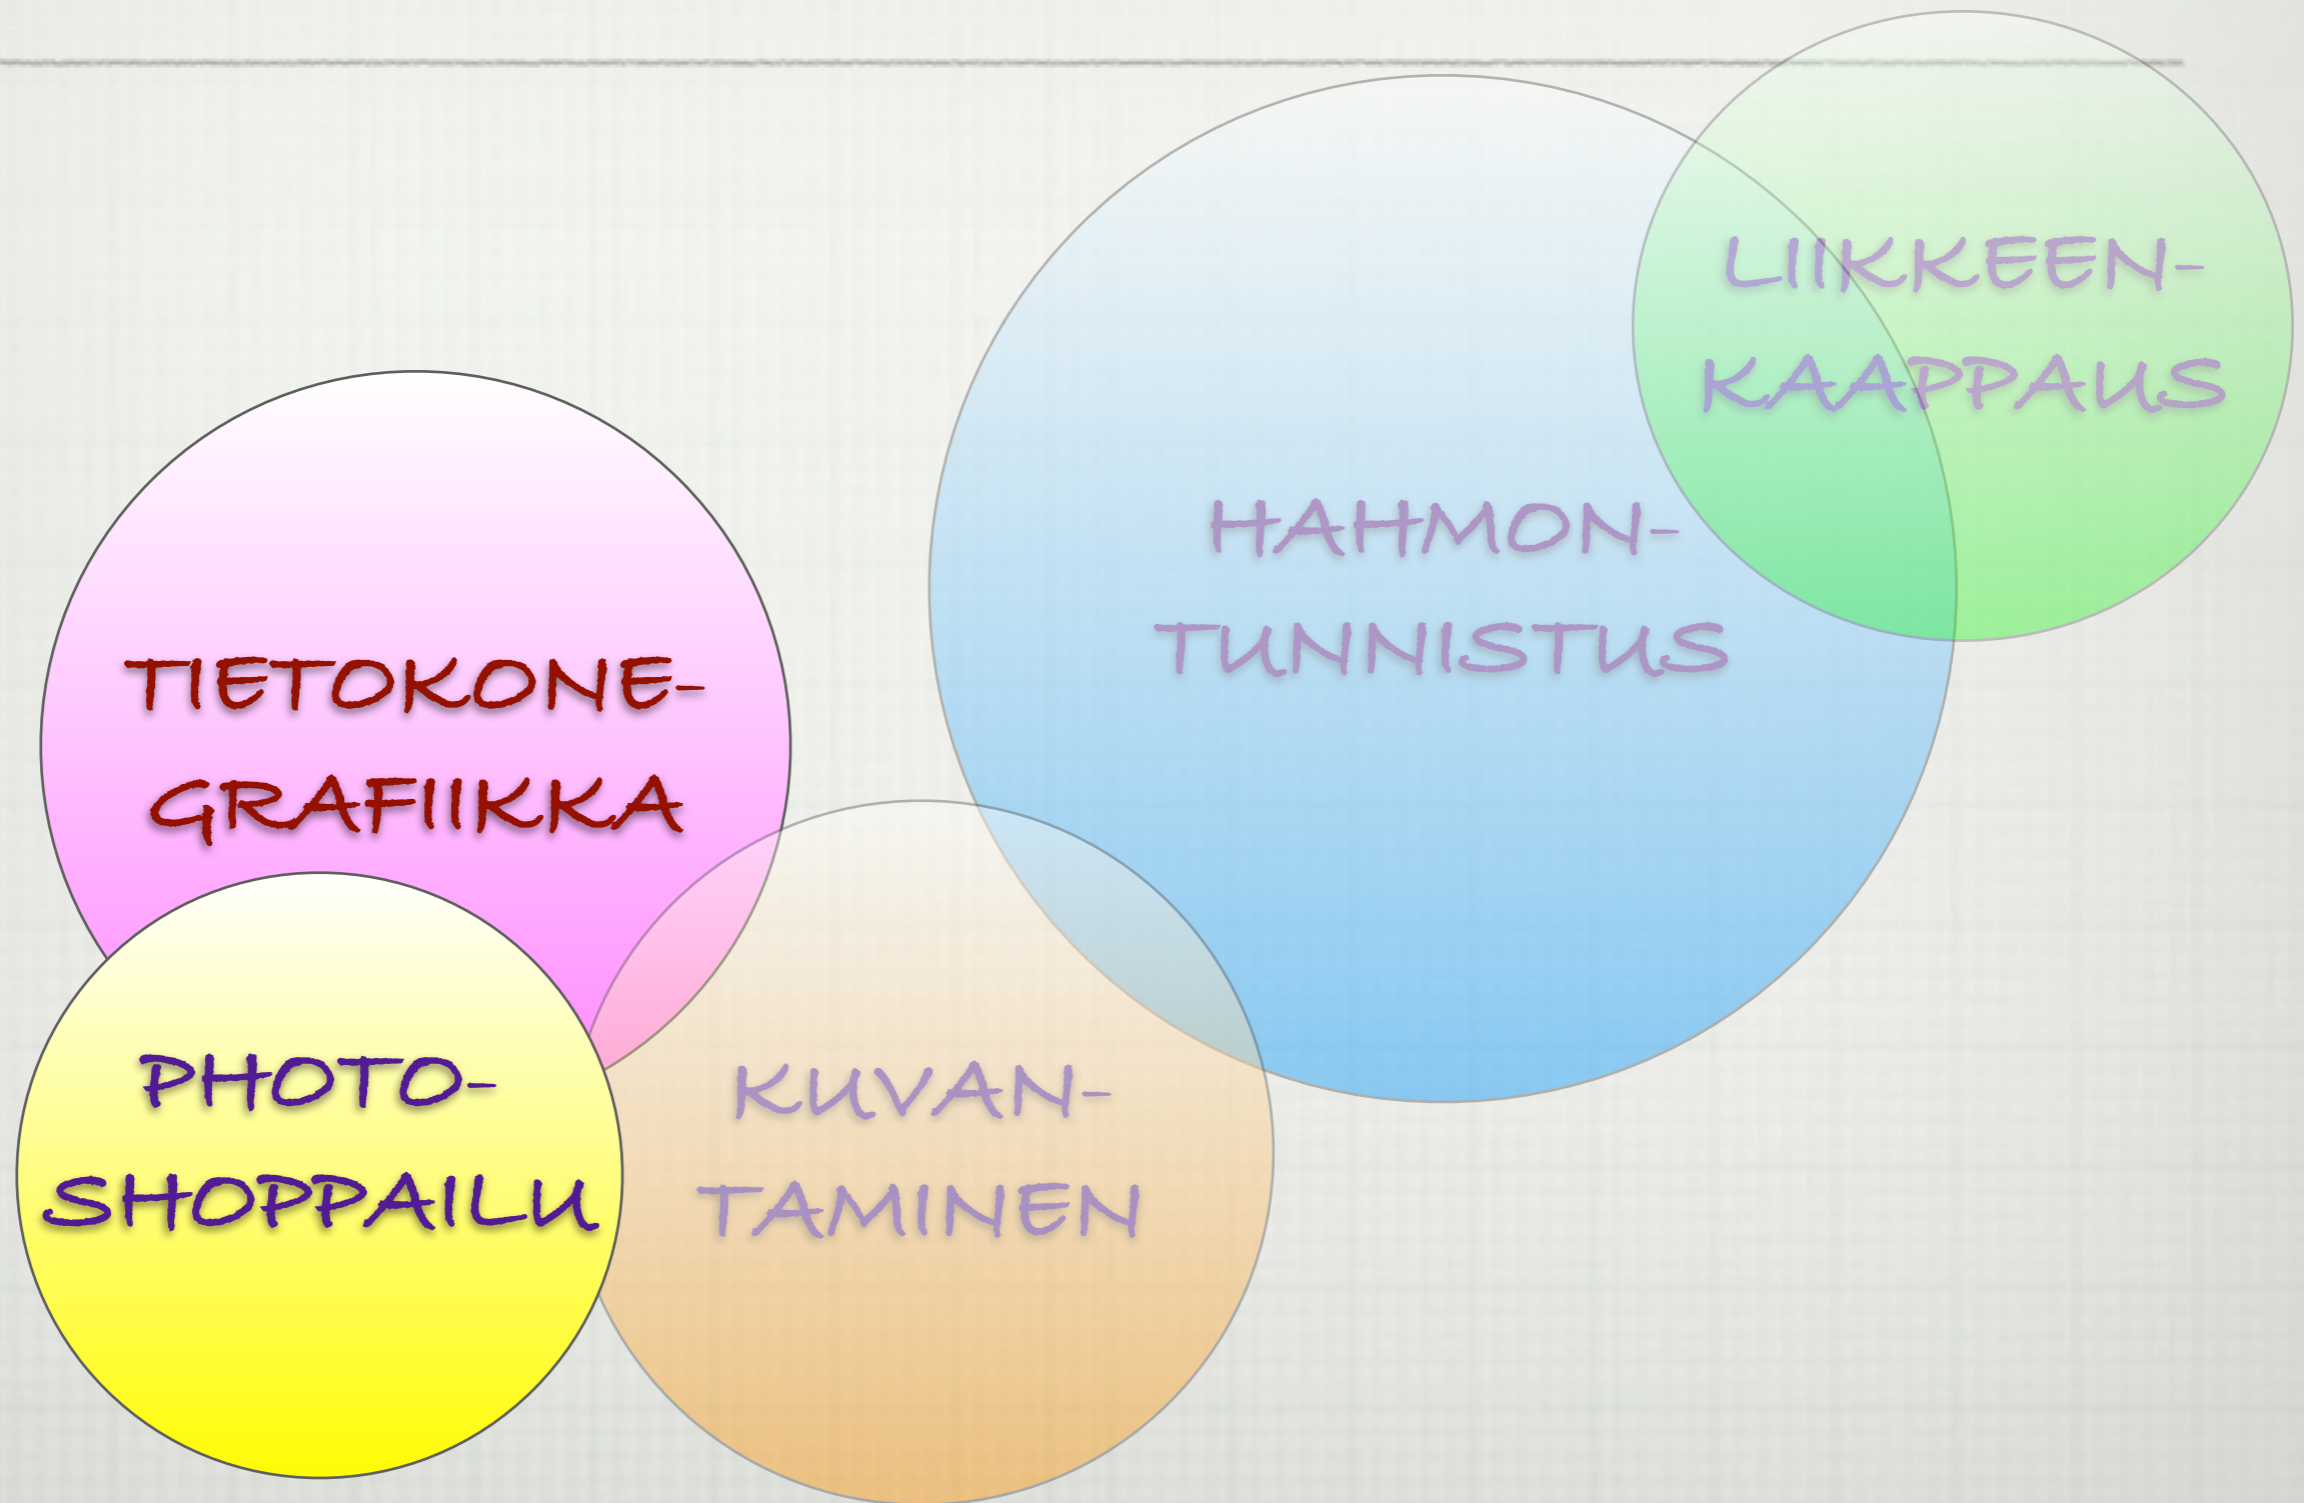 LIIKKEEN-
KAAPPAUS
HAHMON-
TUNNISTUS
TIETOKONE-
GRAFIIKKA
PHOTO-
SHOPPAILU
KUVAN-
TAMINEN